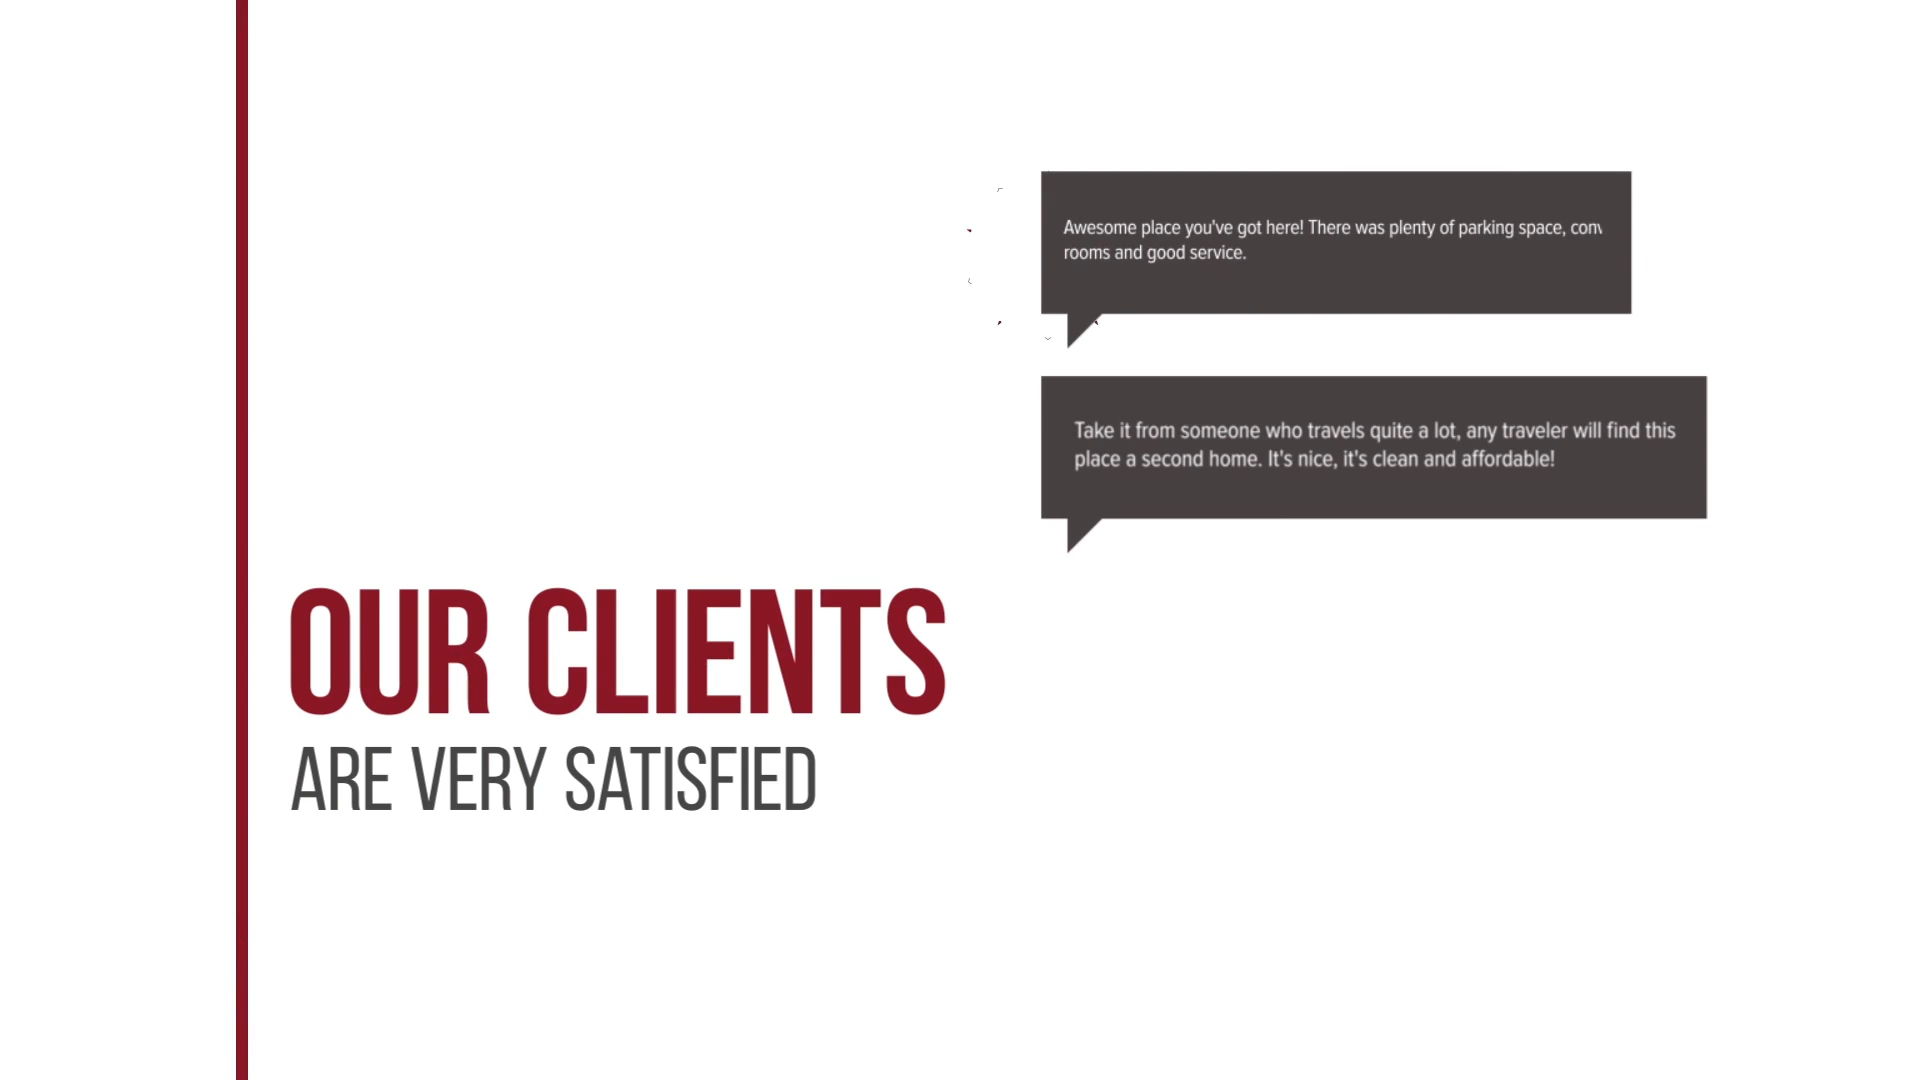 Awesome place you've got here! There was plenty of parking space,
rooms and good service.
Take it from someone who travels quite a lot, any traveler will find this
place a second home. It's nice, it's clean and affordable!
OUR CLIENTS
ARE VERY SATISFIED